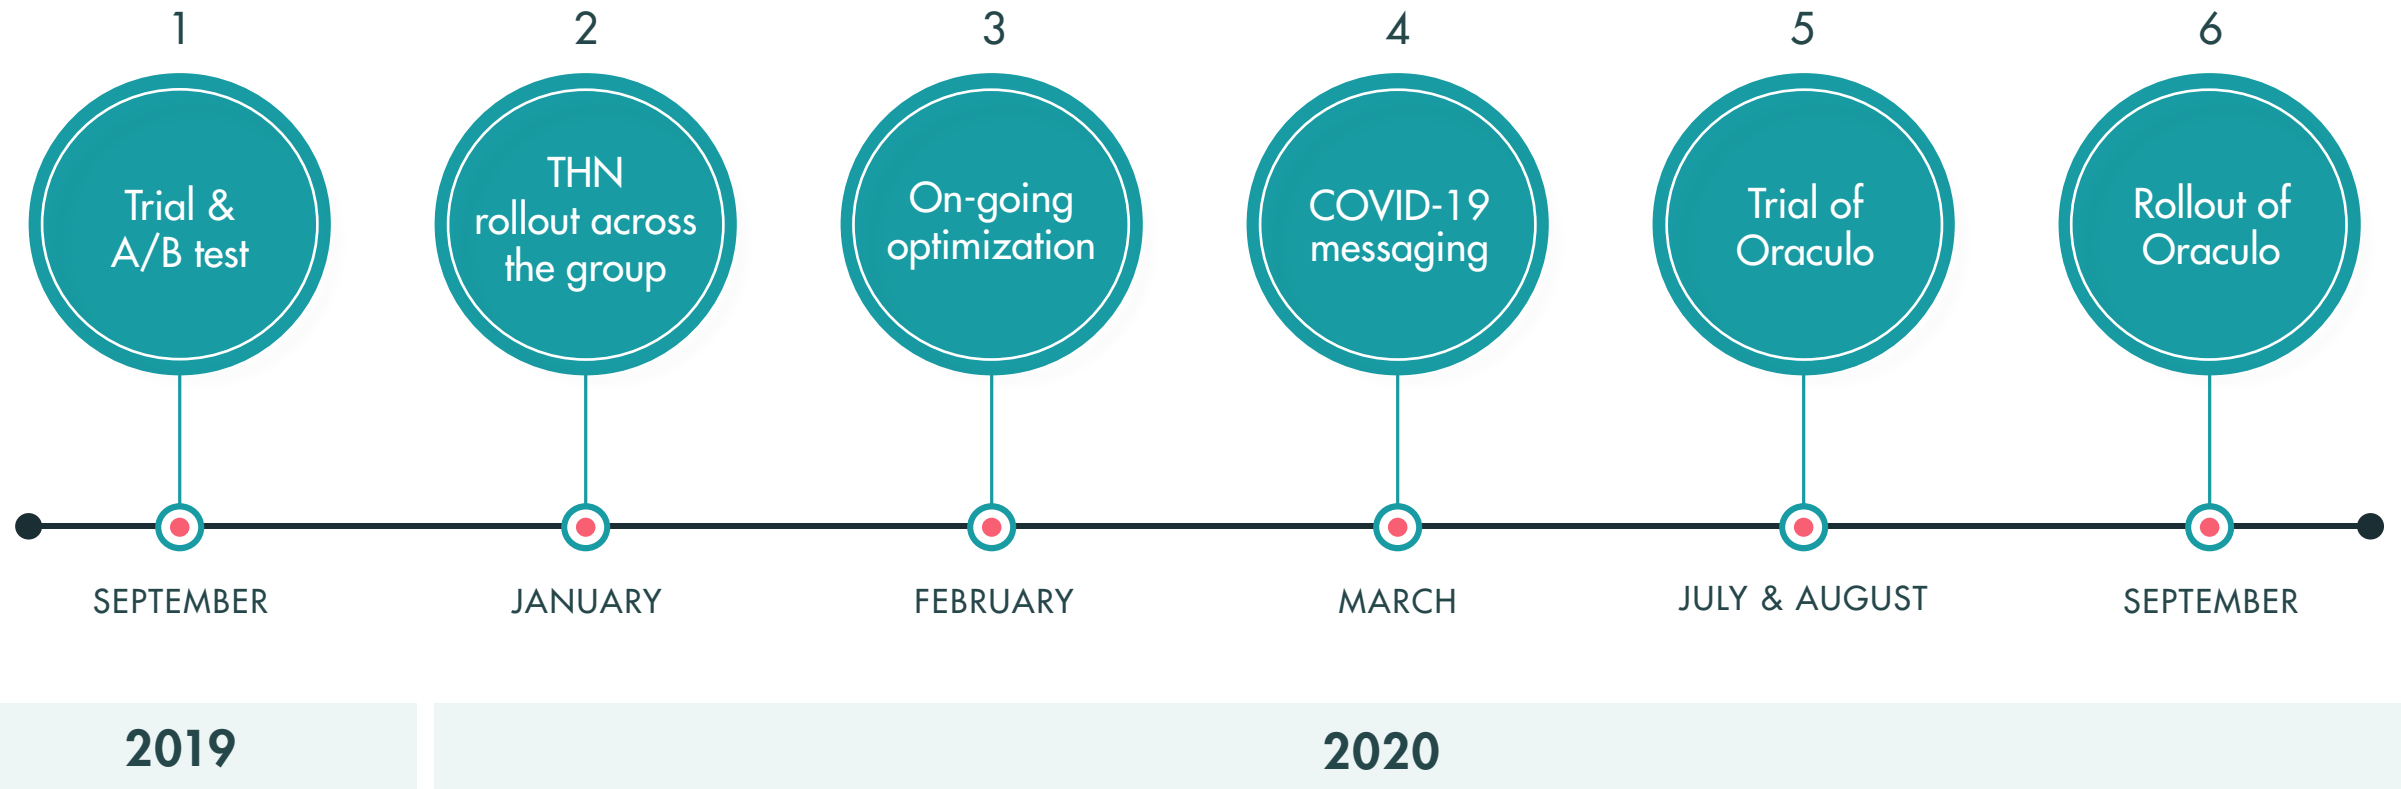 1
2
3
4
5
6
Trial &
A/B test
THN
rollout across
the group
On-going
optimization
COVID-19
messaging
Trial of
Oraculo
Rollout of
Oraculo
SEPTEMBER
JANUARY
FEBRUARY
MARCH
JULY & AUGUST
SEPTEMBER
2019
2020